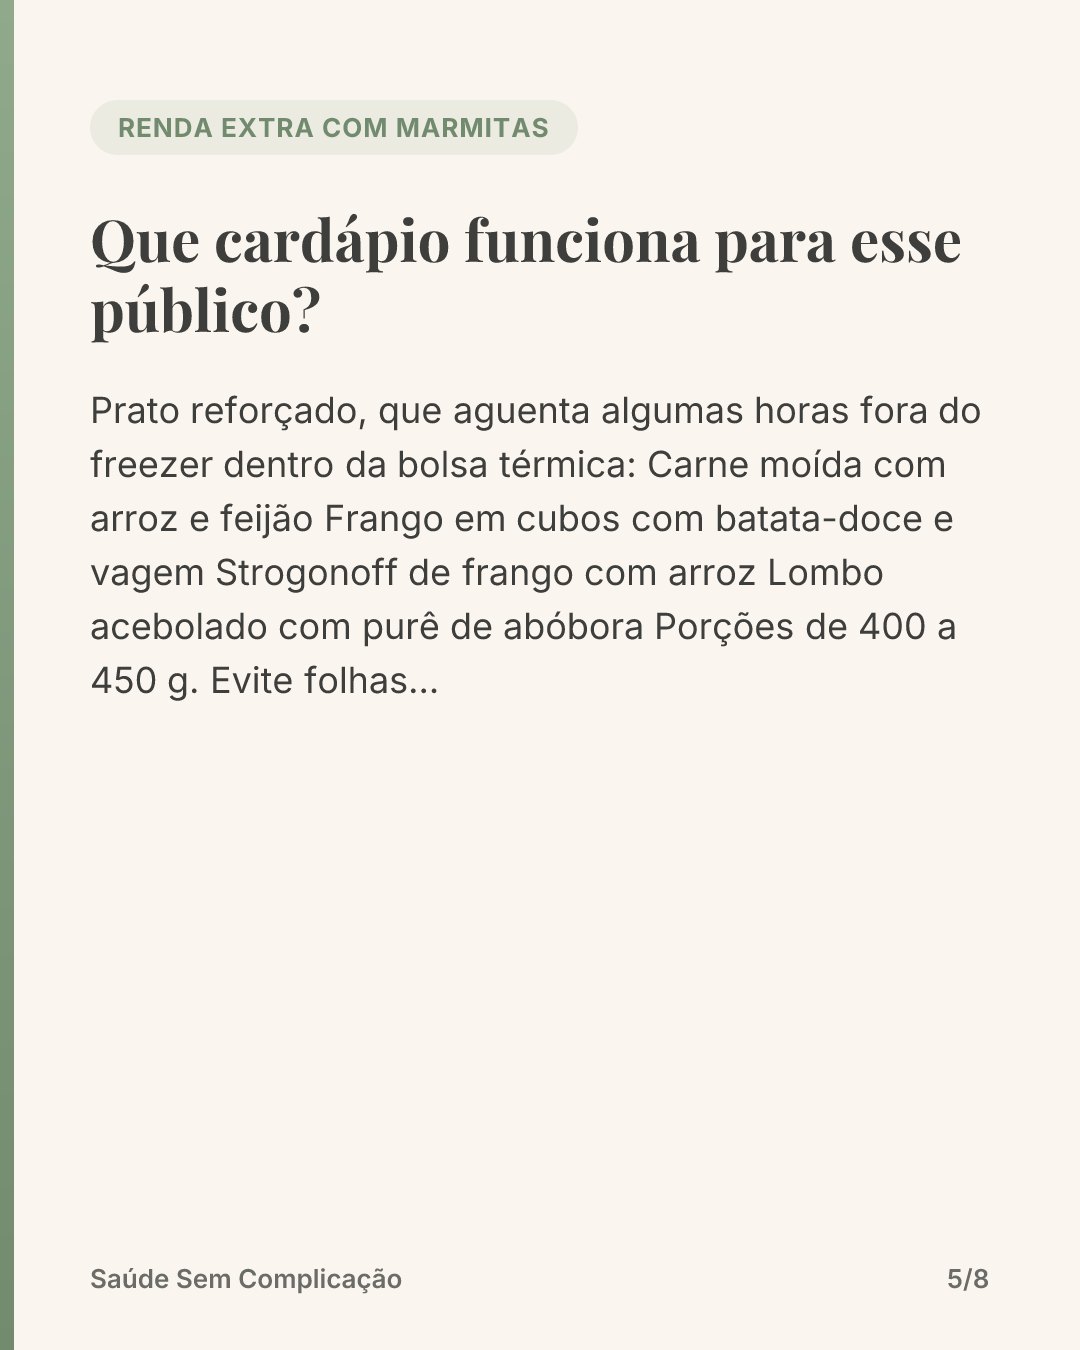 RENDA EXTRA COM MARMITAS
Que cardápio funciona para esse
público?
Prato reforçado, que aguenta algumas horas fora do
freezer dentro da bolsa térmica: Carne moída com
arroz e feijão Frango em cubos com batata-doce e
vagem Strogonoff de frango com arroz Lombo
acebolado com purê de abóbora Porções de 400 a
450 g. Evite folhas...
Saúde Sem Complicação
5/8